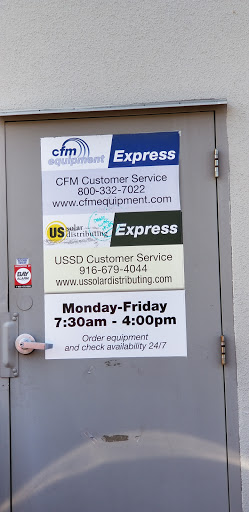 cfm
equipment Express
CFM Customer Service
800-332-7022
www.cfmequipment.com
US solar
distributing Express
USSD Customer Service
916-679-4044
www.ussolardistributing.com
Monday-Friday
7:30am - 4:00pm
Order equipment
and check availability 24/7